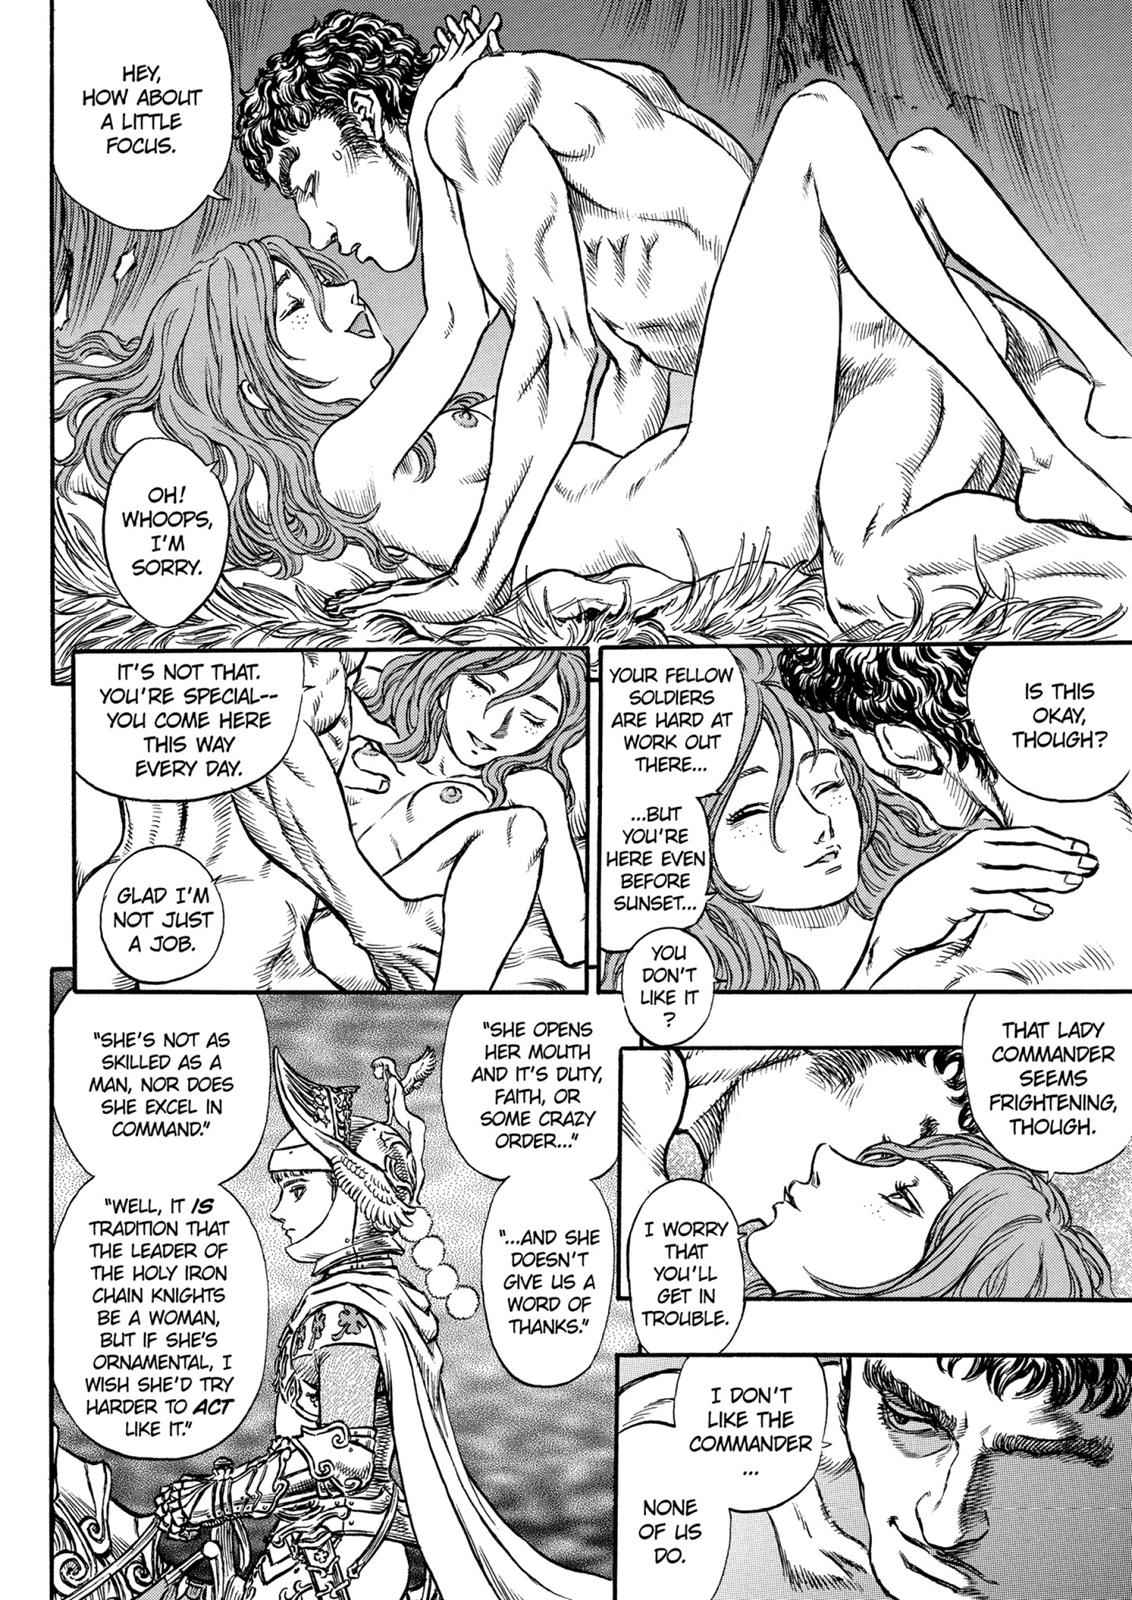 HEY,
HOW ABOUT
A LITTLE
FOCUS.
OH!
WHOOPS,
I'M
SORRY.
IT'S NOT THAT.
YOU'RE SPECIAL--
YOU COME HERE
THIS WAY
EVERY DAY.
GLAD I'M
NOT JUST
A JOB.
IS THIS
OKAY,
THOUGH?
YOUR FELLOW
SOLDIERS
ARE HARD AT
WORK OUT
THERE...
...BUT
YOU'RE
HERE EVEN
BEFORE
SUNSET...
YOU
DON'T
LIKE IT
?
THAT LADY
COMMANDER
SEEMS
FRIGHTENING,
THOUGH.
I WORRY
THAT
YOU'LL
GET IN
TROUBLE.
I DON'T
LIKE THE
COMMANDER
...
NONE
OF US
DO.
"SHE OPENS
HER MOUTH
AND IT'S DUTY,
FAITH, OR
SOME CRAZY
ORDER..."
"...AND SHE
DOESN'T
GIVE US A
WORD OF
THANKS."
"SHE'S NOT AS
SKILLED AS A
MAN, NOR DOES
SHE EXCEL IN
COMMAND."
"WELL, IT IS
TRADITION THAT
THE LEADER OF
THE HOLY IRON
CHAIN KNIGHTS
BE A WOMAN,
BUT IF SHE'S
ORNAMENTAL, I
WISH SHE'D TRY
HARDER TO ACT
LIKE IT."